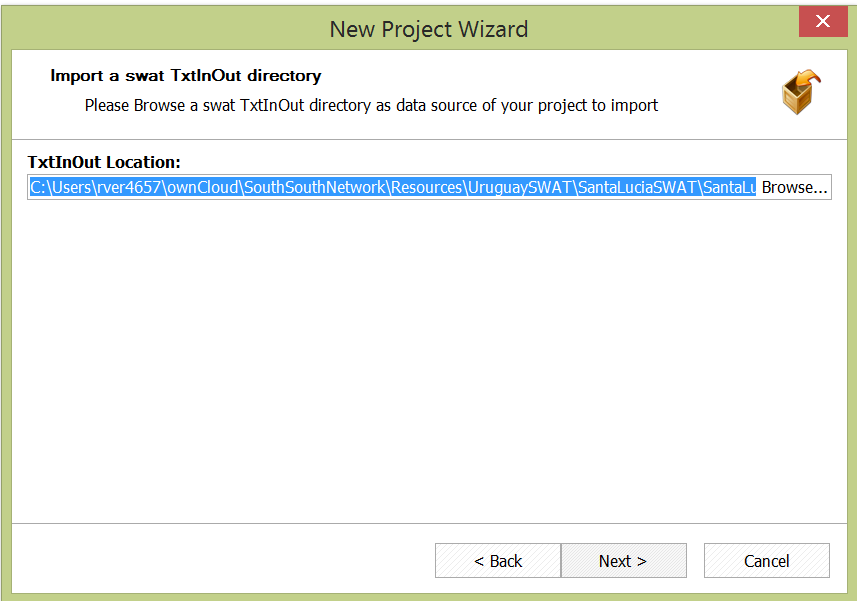 New Project Wizard
Import a swat TxtInOut directory
Please Browse a swat TxtInOut directory as data source of your project to import
TxtInOut Location:
C:\Users\rver4657\ownCloud\SouthSouthNetwork\Resources\UruguaySWAT\SantaLuciaSWAT\SantaLu Browse...
< Back Next > Cancel